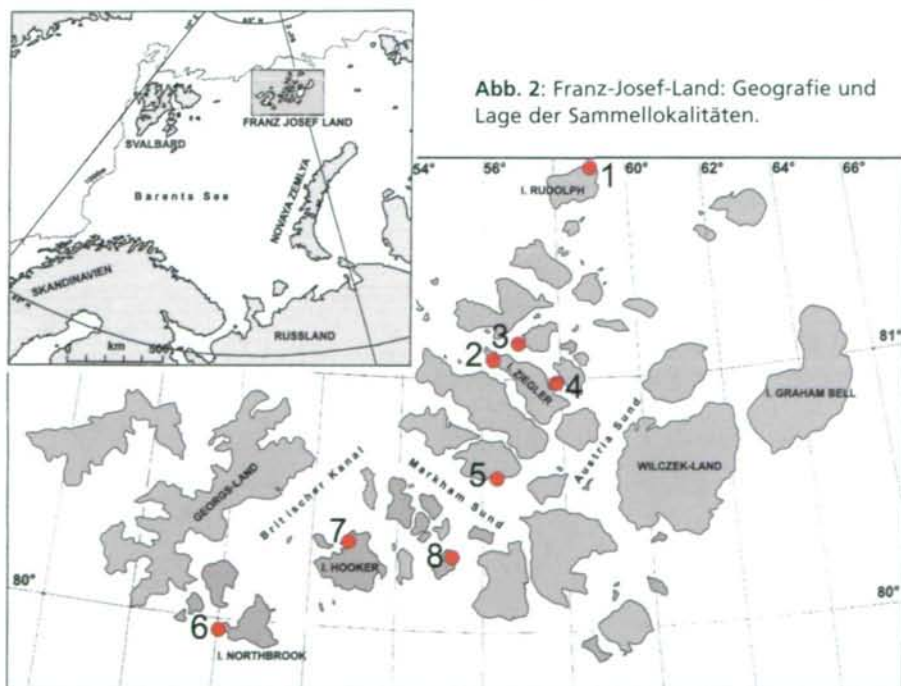 Abb. 2: Franz-Josef-Land: Geografie und
Lage der Sammellokalitäten.
FRANZ JOSEF LAND
SVALBARD
Barents See
NOVAYA ZEMLYA
SKANDINAVIEN
RUSSLAND
0 km
54° 56° 60° 62° 64° 66°
1
I. RUDOLPH
3
2
I. ZIEGLER
4
81°
I. GRAHAM BELL
Austria Sund
WILCZEK-LAND
5
GEORGS-LAND
Britischer Kanal
Markham Sund
7
I. HOOKER
8
80°
80°
6
I. NORTHBROOK